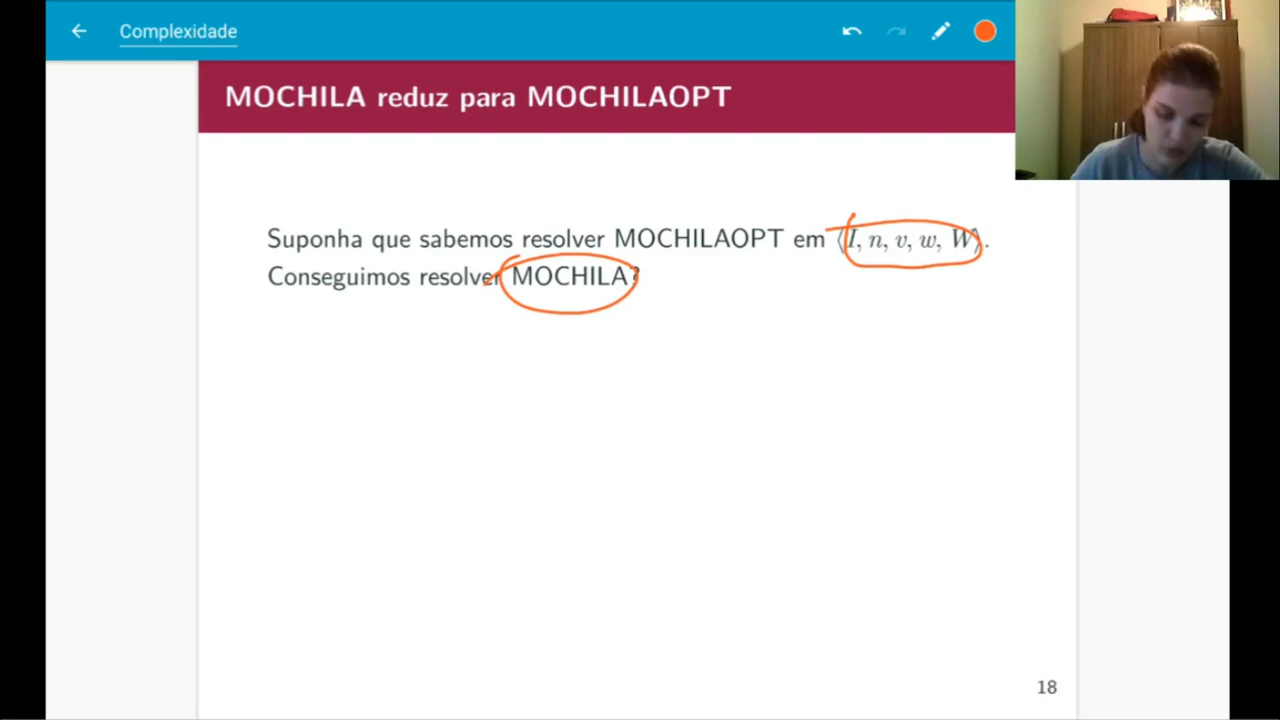 Complexidade
MOCHILA reduz para MOCHILAOPT
Suponha que sabemos resolver MOCHILAOPT em ⟨I, n, v, w, W⟩.
Conseguimos resolver MOCHILA?
18